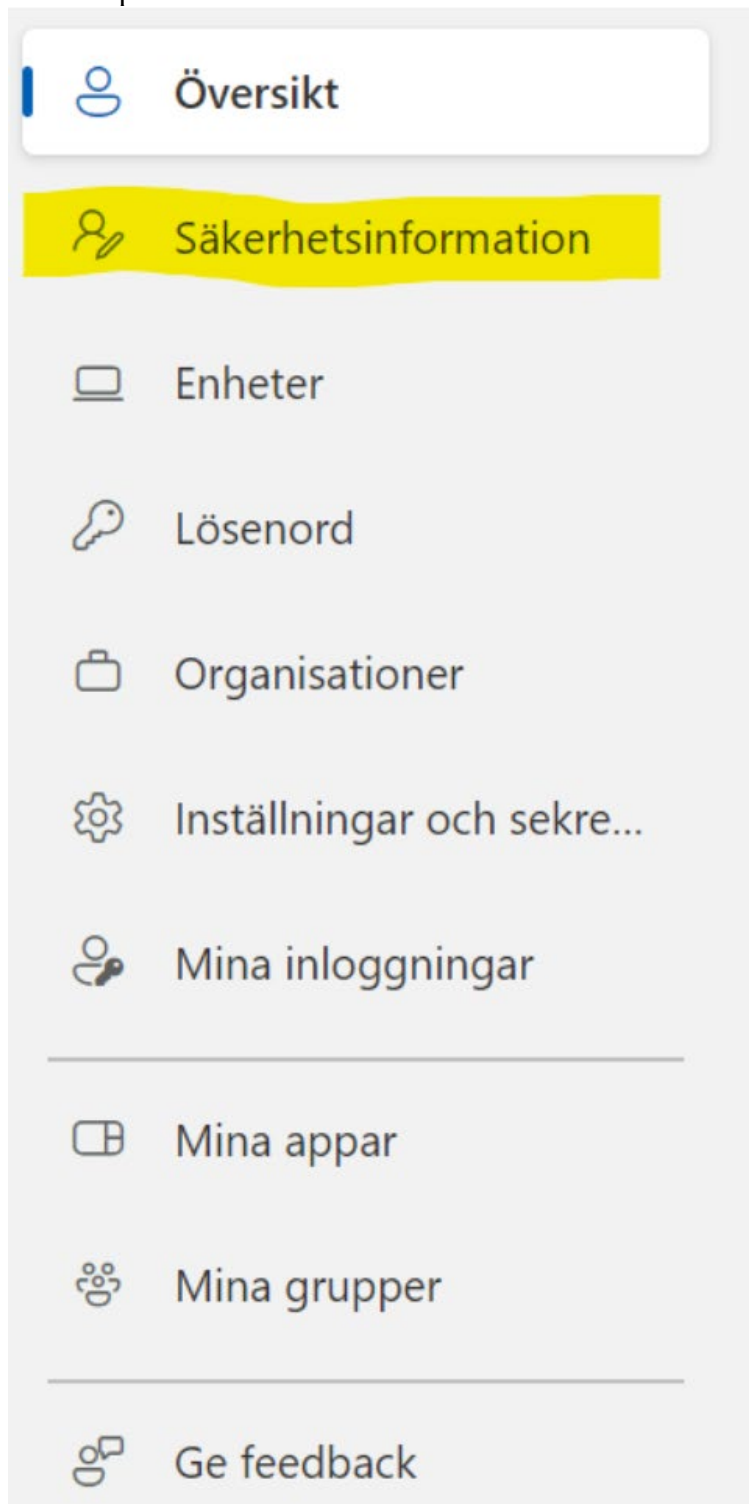 Översikt
Säkerhetsinformation
Enheter
Lösenord
Organisationer
Inställningar och sekre...
Mina inloggningar
Mina appar
Mina grupper
Ge feedback